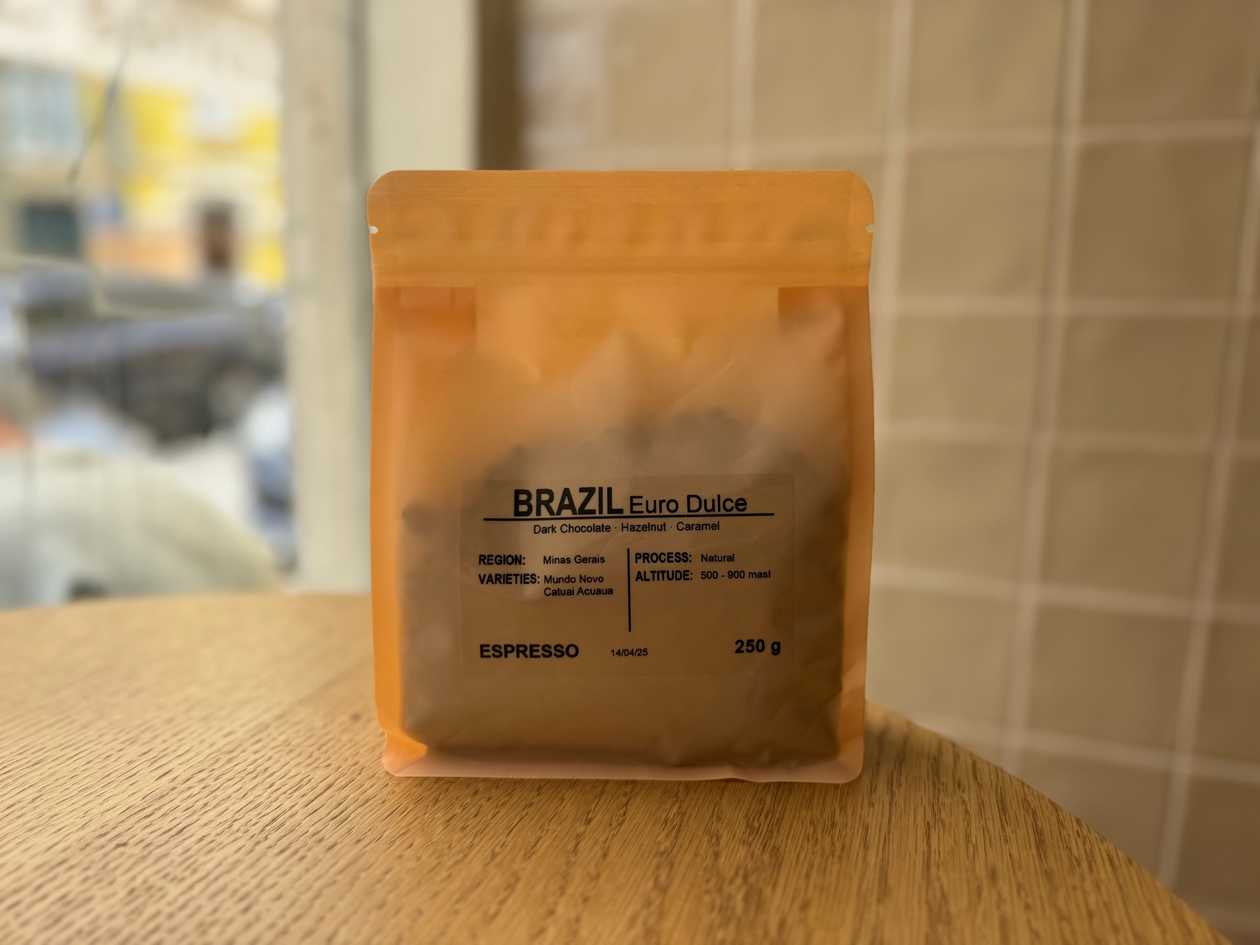 BRAZIL Euro Dulce
Dark Chocolate · Hazelnut · Caramel
REGION: Minas Gerais
VARIETIES: Mundo Novo
Catuai Acuaua
PROCESS: Natural
ALTITUDE: 500 - 900 masl
ESPRESSO 14/04/25 250 g